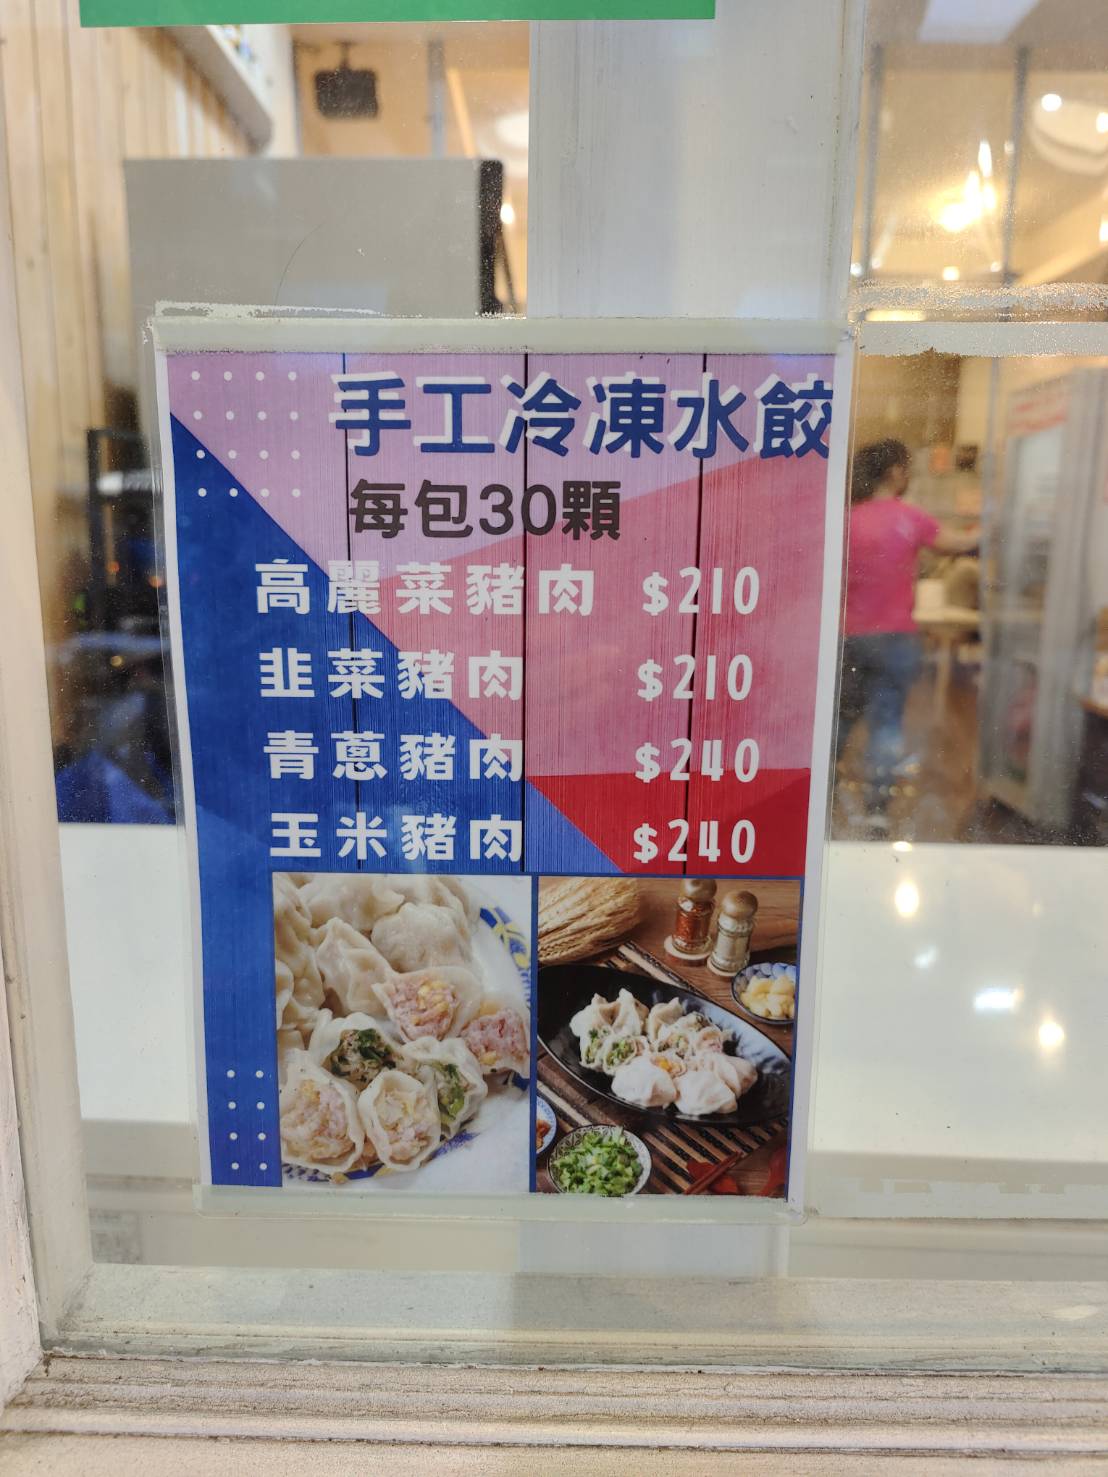 手工冷凍水餃
每包30顆
高麗菜豬肉 $210
韭菜豬肉 $210
青蔥豬肉 $240
玉米豬肉 $240